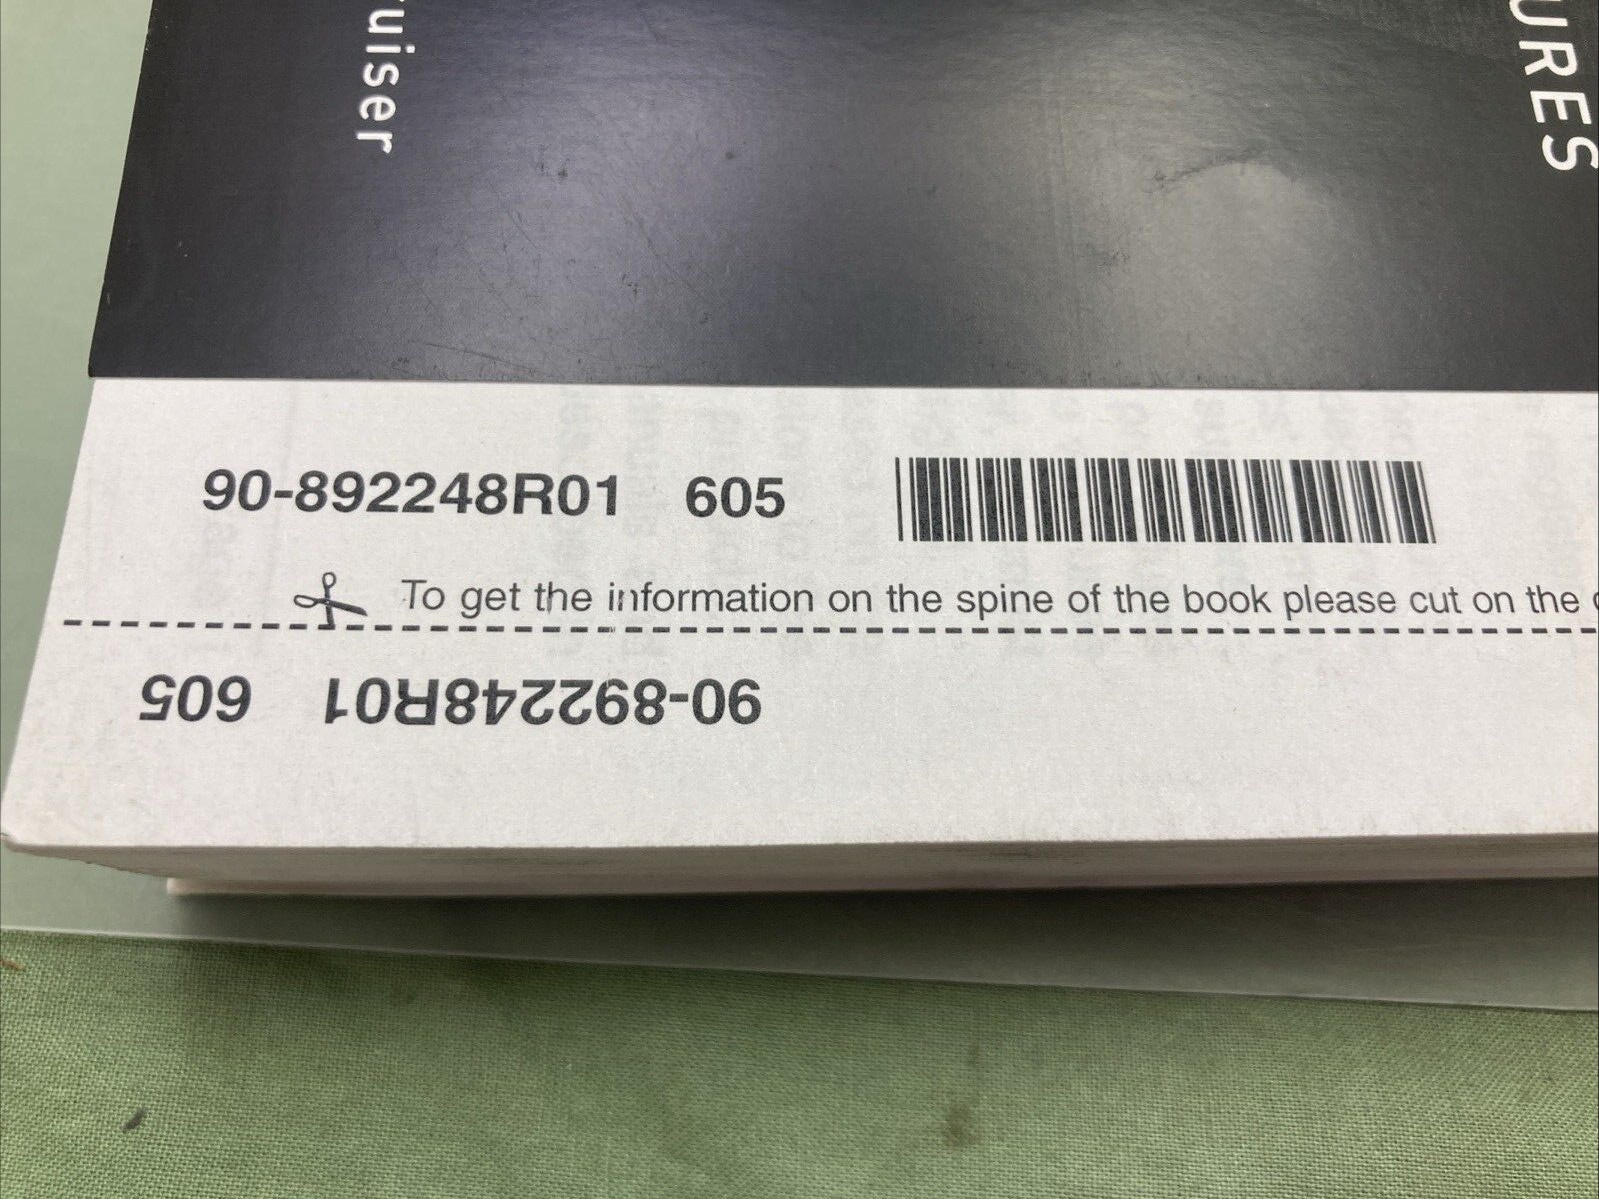 ruiser
URES
90-892248R01 605
To get the information on the spine of the book please cut on the
90-892248R01 605